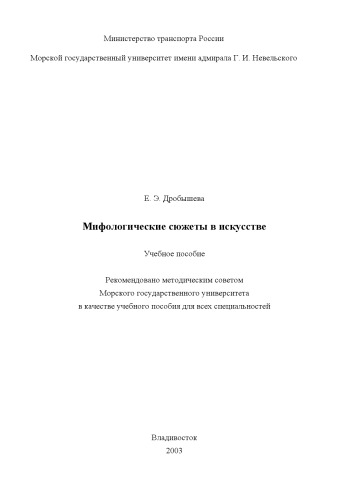 Министерство транспорта России
Морской государственный университет имени адмирала Г. И. Невельского
Е. Э. Дробышева
Мифологические сюжеты в искусстве
Учебное пособие
Рекомендовано методическим советом
Морского государственного университета
в качестве учебного пособия для всех специальностей
Владивосток
2003